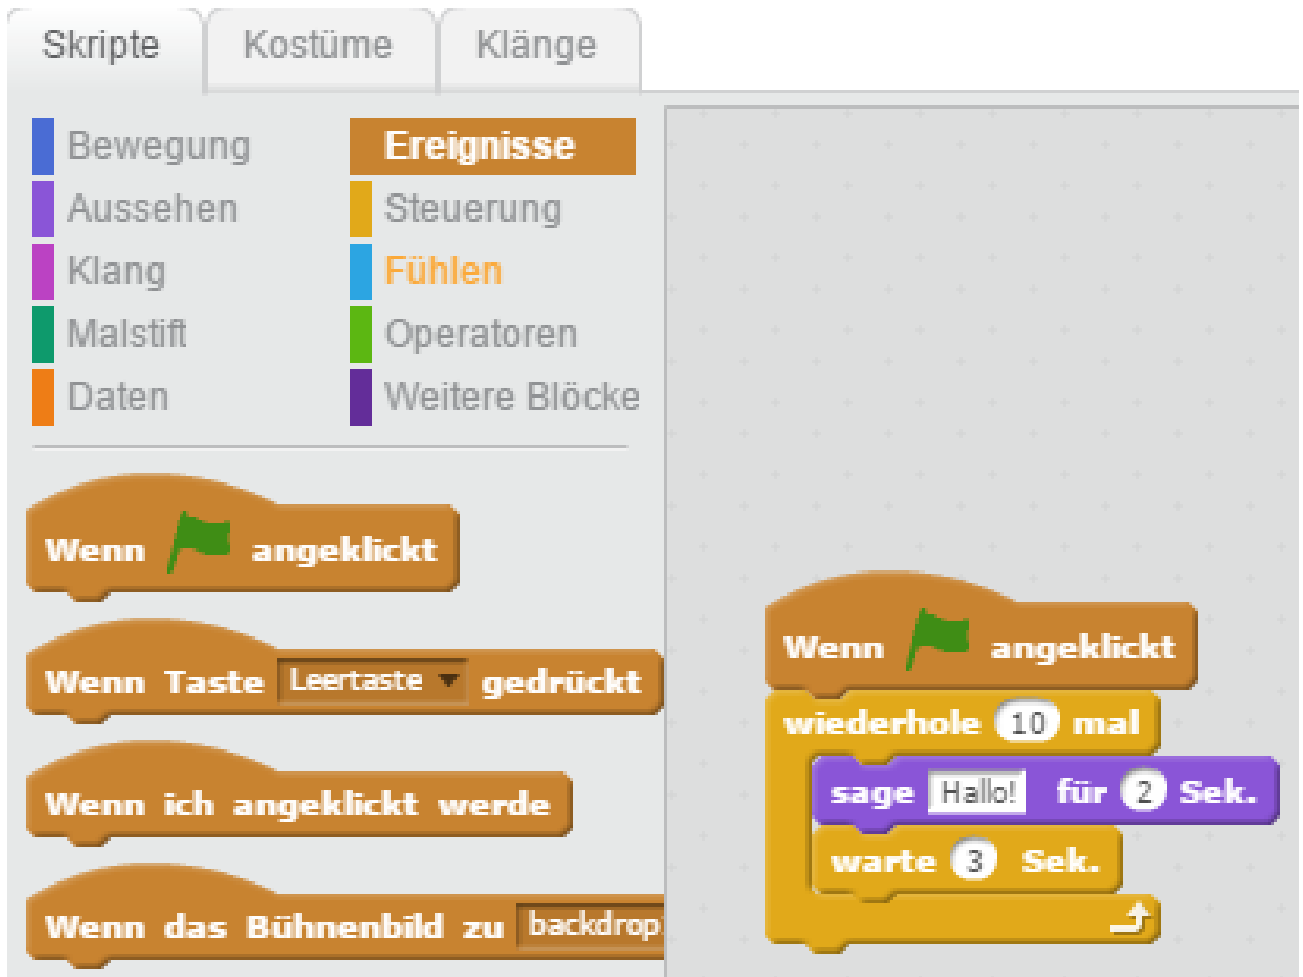 Skripte Kostüme Klänge
Bewegung Ereignisse
Aussehen Steuerung
Klang Fühlen
Malstift Operatoren
Daten Weitere Blöcke
Wenn angeklickt
Wenn Taste Leertaste gedrückt
Wenn ich angeklickt werde
Wenn das Bühnenbild zu backdrop
Wenn angeklickt
wiederhole 10 mal
sage Hallo! für 2 Sek.
warte 3 Sek.